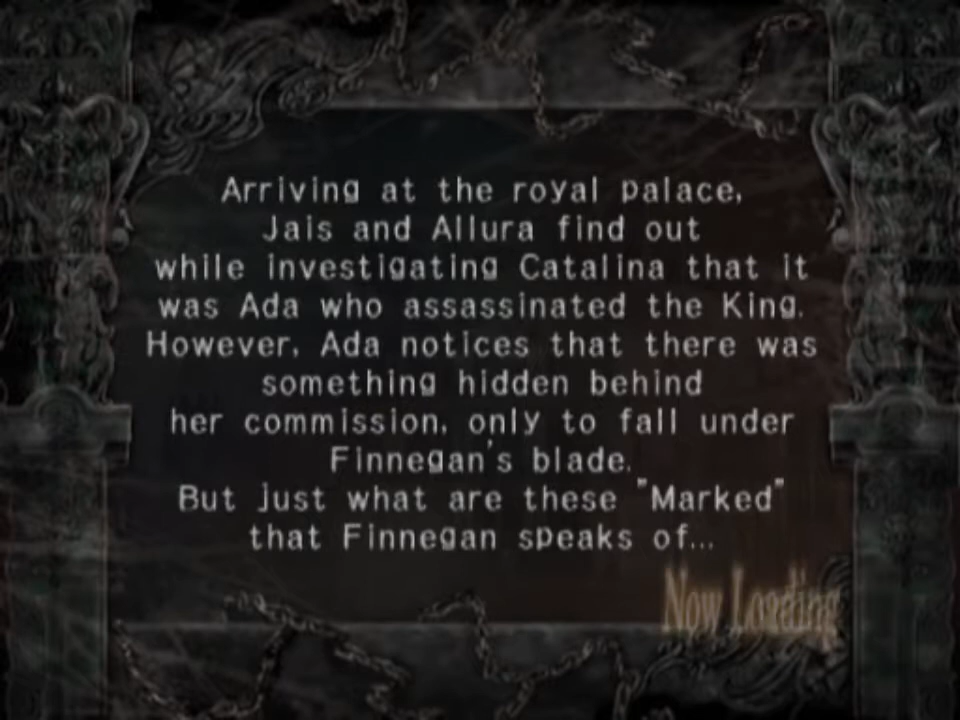 Arriving at the royal palace,
Jais and Allura find out
while investigating Catalina that it
was Ada who assassinated the King.
However, Ada notices that there was
something hidden behind
her commission, only to fall under
Finnegan's blade.
But just what are these "Marked"
that Finnegan speaks of...
Now Loading